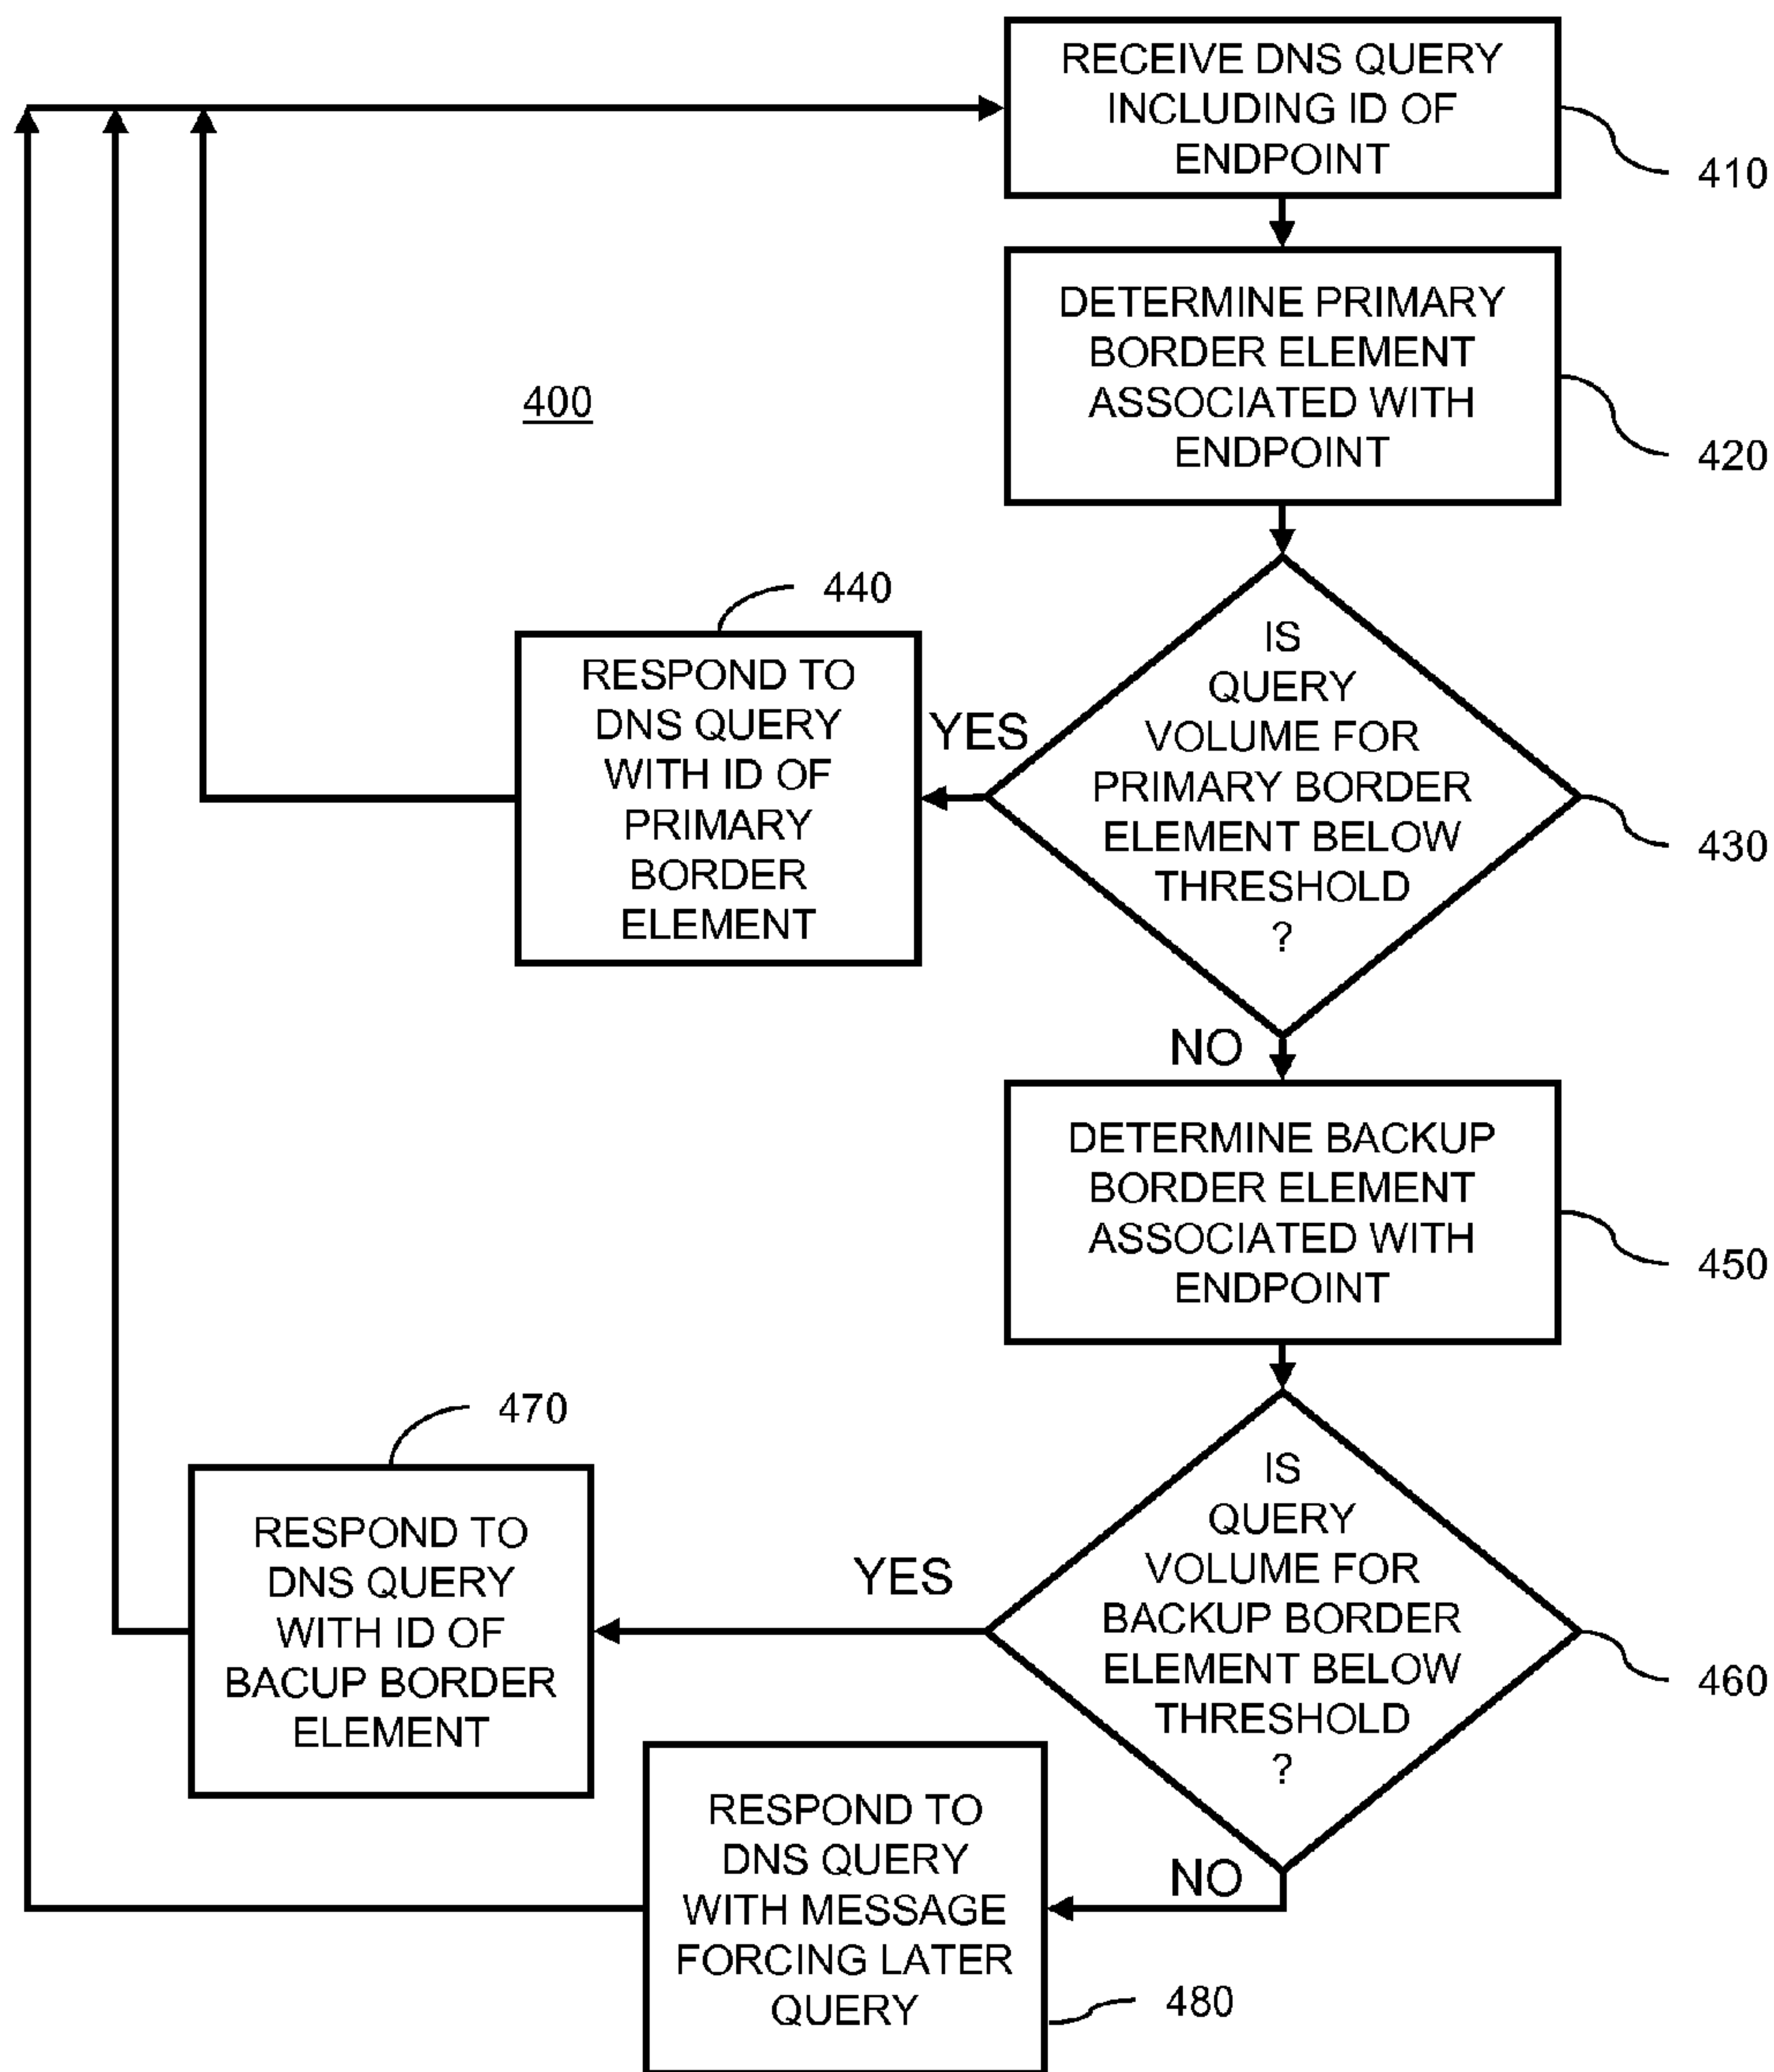 RECEIVE DNS QUERY
INCLUDING ID OF
ENDPOINT
410
DETERMINE PRIMARY
BORDER ELEMENT
ASSOCIATED WITH
ENDPOINT
420
400
440
RESPOND TO
DNS QUERY
WITH ID OF
PRIMARY
BORDER
ELEMENT
YES
IS
QUERY
VOLUME FOR
PRIMARY BORDER
ELEMENT BELOW
THRESHOLD
?
430
NO
DETERMINE BACKUP
BORDER ELEMENT
ASSOCIATED WITH
ENDPOINT
450
470
RESPOND TO
DNS QUERY
WITH ID OF
BACUP BORDER
ELEMENT
YES
IS
QUERY
VOLUME FOR
BACKUP BORDER
ELEMENT BELOW
THRESHOLD
?
460
NO
RESPOND TO
DNS QUERY
WITH MESSAGE
FORCING LATER
QUERY
480